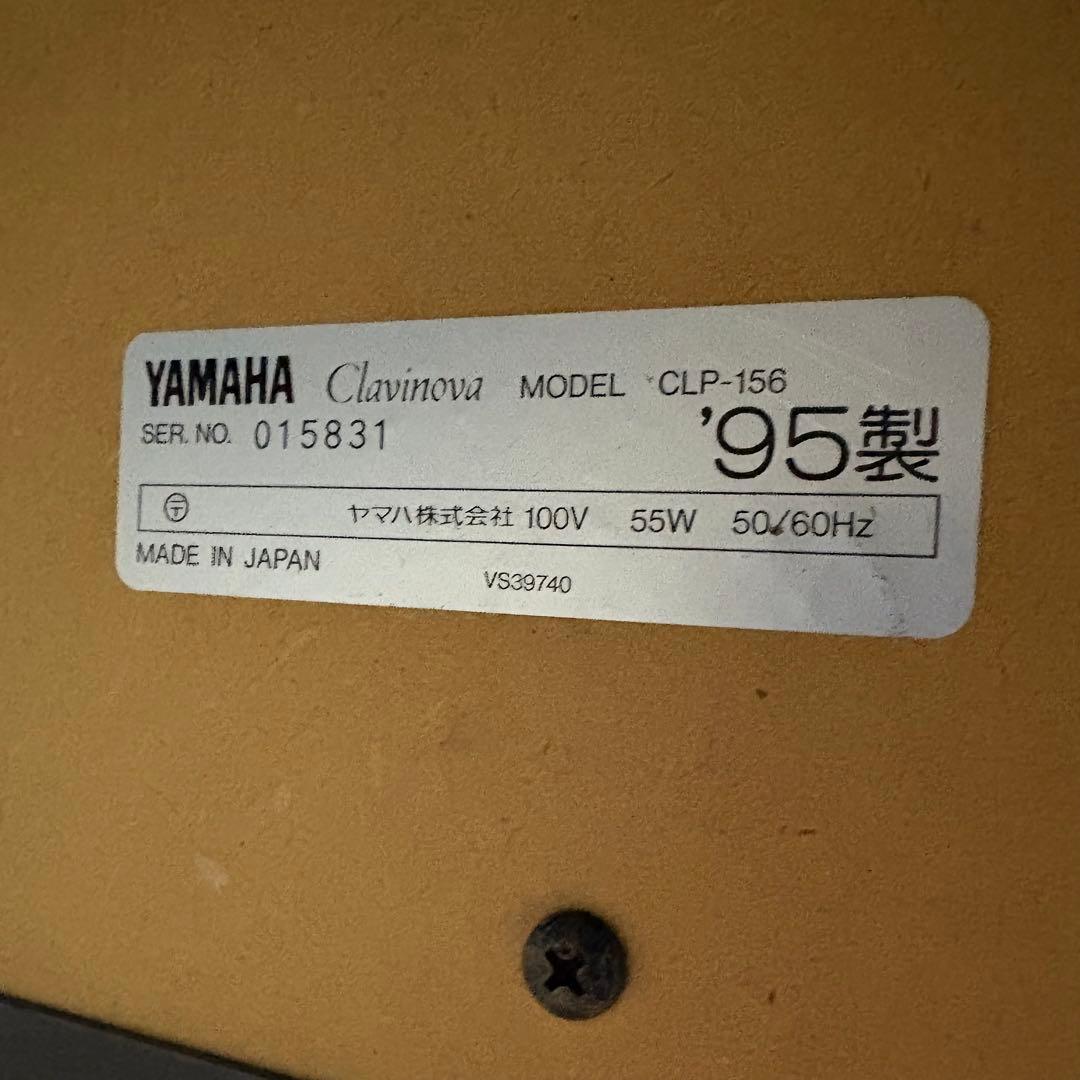 YAMAHA Clavinova MODEL CLP-156
SER. NO. 015831 '95製
〒 ヤマハ株式会社 100V 55W 50/60Hz
MADE IN JAPAN
VS39740